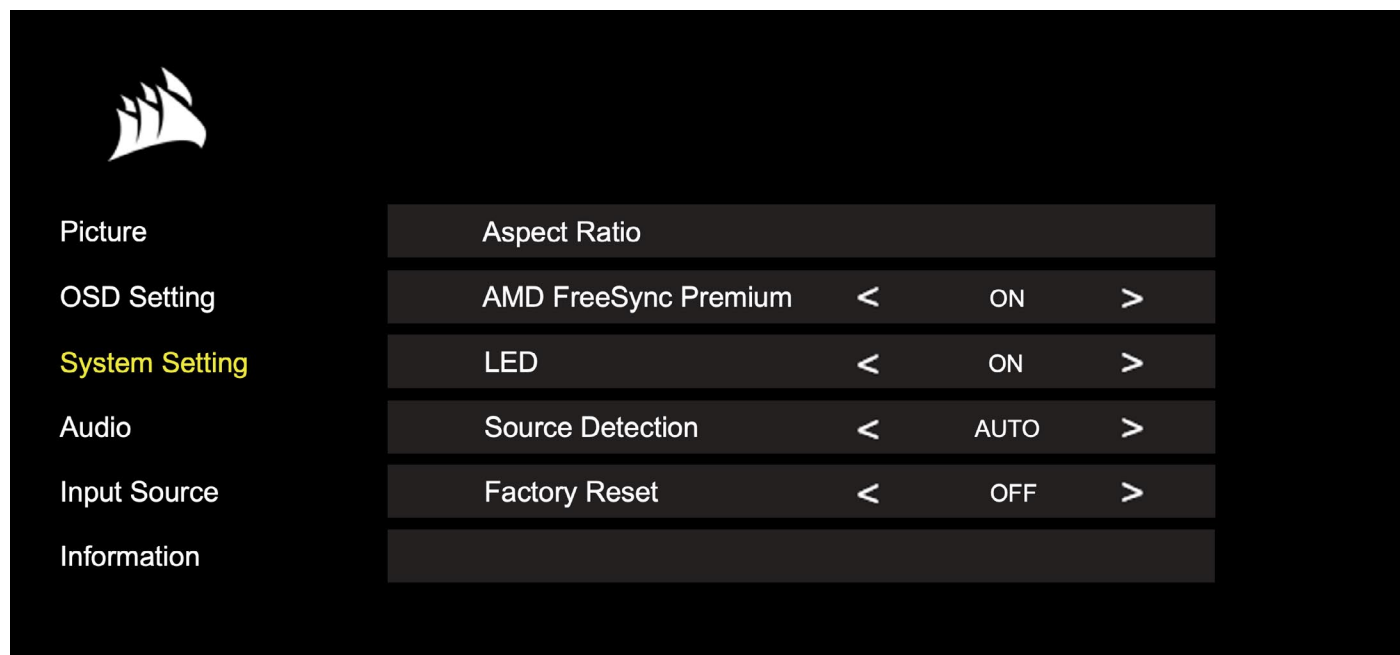 Picture
Aspect Ratio
OSD Setting
AMD FreeSync Premium < ON >
System Setting
LED < ON >
Audio
Source Detection < AUTO >
Input Source
Factory Reset < OFF >
Information